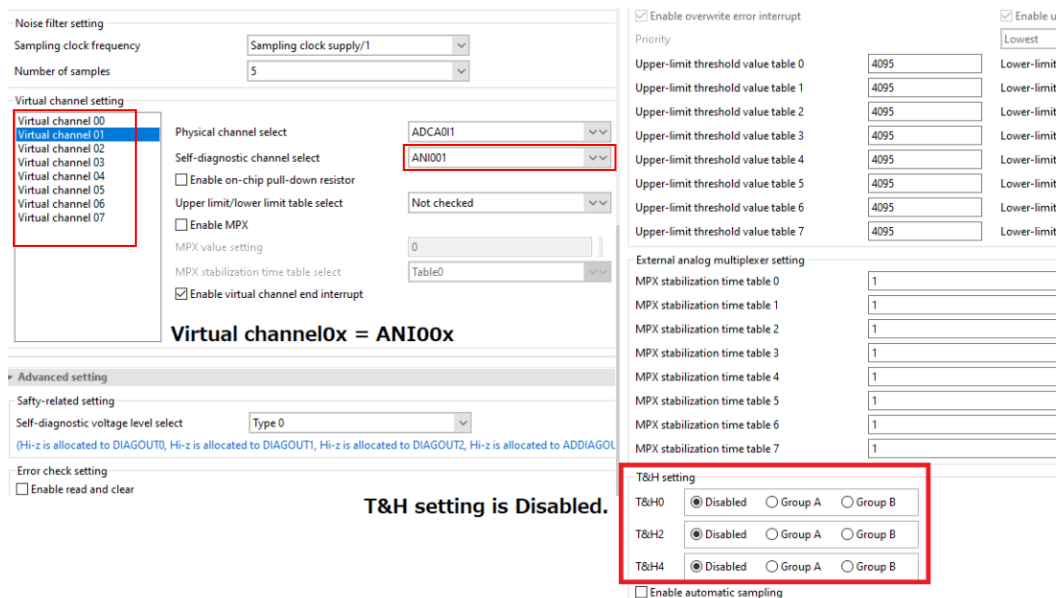 Noise filter setting
Sampling clock frequency
Sampling clock supply/1
Number of samples
5
Virtual channel setting
Virtual channel 00
Virtual channel 01
Virtual channel 02
Virtual channel 03
Virtual channel 04
Virtual channel 05
Virtual channel 06
Virtual channel 07
Physical channel select
ADCA0I1
Self-diagnostic channel select
ANI001
Enable on-chip pull-down resistor
Upper limit/lower limit table select
Not checked
Enable MPX
MPX value setting
0
MPX stabilization time table select
Table0
Enable virtual channel end interrupt
Virtual channel0x = ANI00x
Advanced setting
Safty-related setting
Self-diagnostic voltage level select
Type 0
(Hi-z is allocated to DIAGOUT0, Hi-z is allocated to DIAGOUT1, Hi-z is allocated to DIAGOUT2, Hi-z is allocated to ADDIAGOU
Error check setting
Enable read and clear
T&H setting is Disabled.
Enable overwrite error interrupt
Enable u
Priority
Lowest
Upper-limit threshold value table 0
4095
Lower-limit
Upper-limit threshold value table 1
4095
Lower-limit
Upper-limit threshold value table 2
4095
Lower-limit
Upper-limit threshold value table 3
4095
Lower-limit
Upper-limit threshold value table 4
4095
Lower-limit
Upper-limit threshold value table 5
4095
Lower-limit
Upper-limit threshold value table 6
4095
Lower-limit
Upper-limit threshold value table 7
4095
Lower-limit
External analog multiplexer setting
MPX stabilization time table 0
1
MPX stabilization time table 1
1
MPX stabilization time table 2
1
MPX stabilization time table 3
1
MPX stabilization time table 4
1
MPX stabilization time table 5
1
MPX stabilization time table 6
1
MPX stabilization time table 7
1
T&H setting
T&H0 Disabled Group A Group B
T&H2 Disabled Group A Group B
T&H4 Disabled Group A Group B
Enable automatic sampling